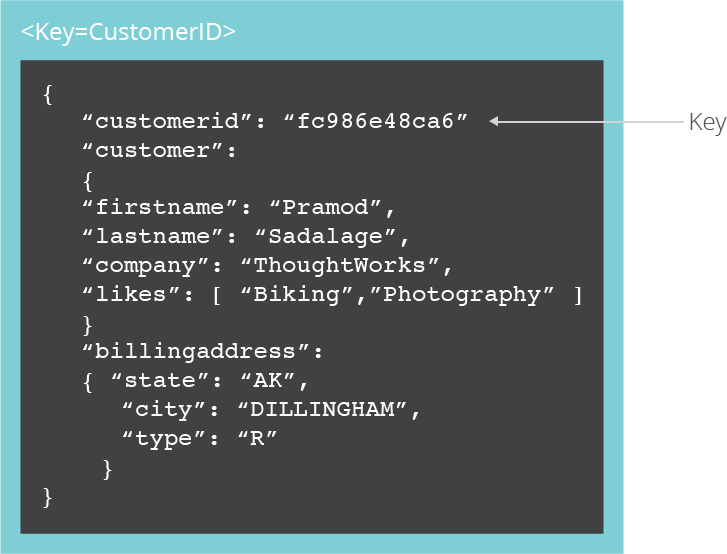 <Key=CustomerID>
{
“customerid”: “fc986e48ca6”
Key
“customer”:
{
“firstname”: “Pramod”,
“lastname”: “Sadalage”,
“company”: “ThoughtWorks”,
“likes”: [ “Biking”,”Photography” ]
}
“billingaddress”:
{ “state”: “AK”,
“city”: “DILLINGHAM”,
“type”: “R”
}
}